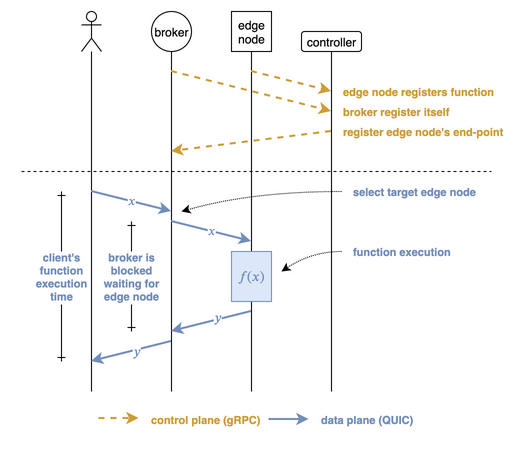 broker
edge
node
controller
edge node registers function
broker register itself
register edge node's end-point
select target edge node
x
x
client's
function
execution
time
broker is
blocked
waiting for
edge node
function execution
f(x)
y
y
control plane (gRPC)
data plane (QUIC)